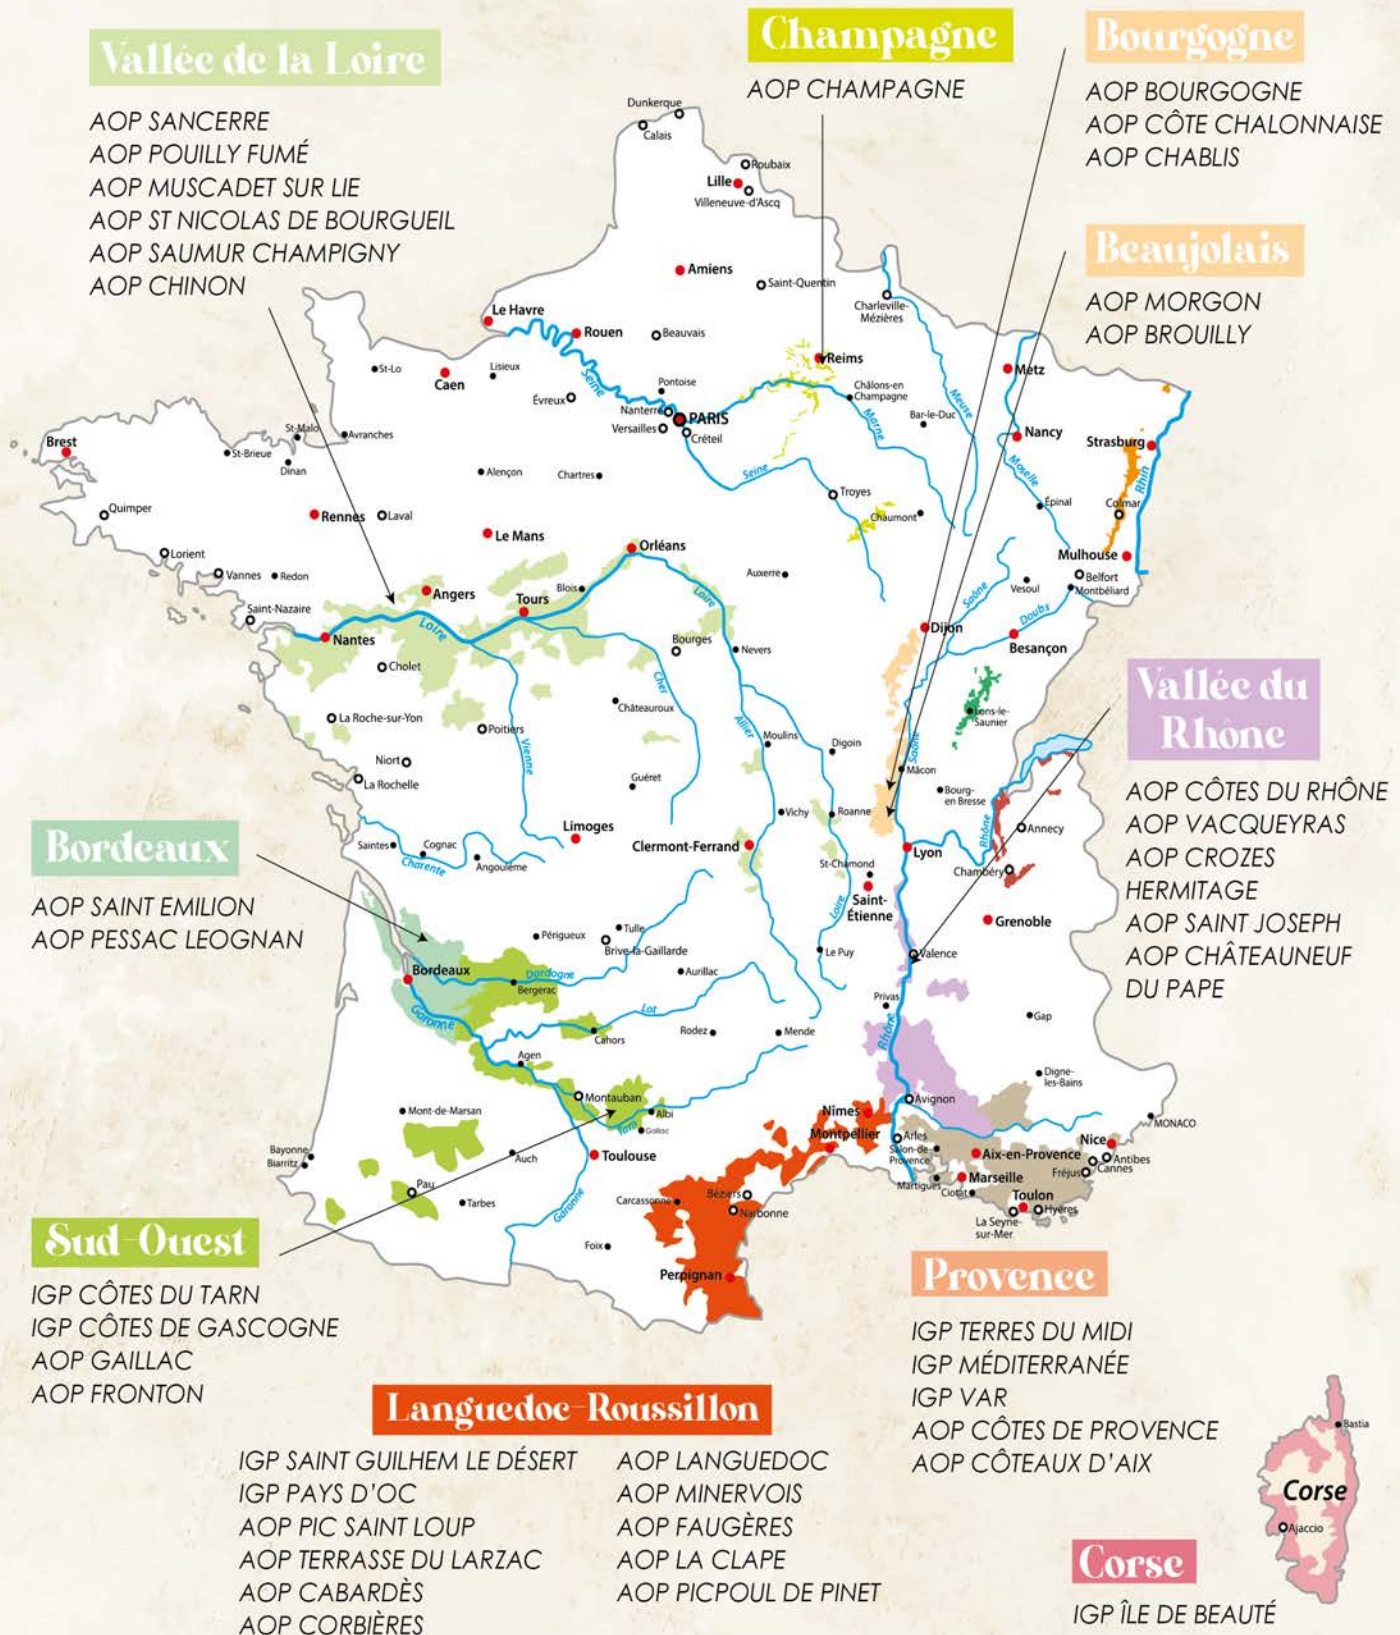 Vallée de la Loire
AOP SANCERRE
AOP POUILLY FUMÉ
AOP MUSCADET SUR LIE
AOP ST NICOLAS DE BOURGUEIL
AOP SAUMUR CHAMPIGNY
AOP CHINON
Champagne
AOP CHAMPAGNE
Bourgogne
AOP BOURGOGNE
AOP CÔTE CHALONNAISE
AOP CHABLIS
Beaujolais
AOP MORGON
AOP BROUILLY
Dunkerque
Calais
Roubaix
Lille
Villeneuve-d'Ascq
Amiens
Saint-Quentin
Charleville-
Mézières
Le Havre
Rouen
Beauvais
Reims
Metz
St-Lo
Caen
Lisieux
Seine
Pontoise
Évreux
Nanterre
PARIS
Versailles
Créteil
Châlons-en
Champagne
Marne
Meuse
Bar-le-Duc
Nancy
Strasburg
Brest
St-Malo
Avranches
St-Brieue
Dinan
Alençon
Chartres
Seine
Moselle
Rhin
Troyes
Épinal
Colmar
Quimper
Rennes
Laval
Le Mans
Chaumont
Orléans
Mulhouse
Lorient
Vannes
Redon
Angers
Tours
Blois
Auxerre
Loire
Saône
Vesoul
Belfort
Montbéliard
Saint-Nazaire
Nantes
Loire
Bourges
Nevers
Dijon
Doubs
Besançon
Cholet
Cher
Châteauroux
La Roche-sur-Yon
Poitiers
Vienne
Allier
Moulins
Digoin
Saône
Lons-le-
Saunier
Niort
La Rochelle
Guéret
Mâcon
Bourg-
en Bresse
Vichy
Roanne
Rhône
Annecy
Saintes
Cognac
Charente
Angoulème
Limoges
Clermont-Ferrand
Lyon
Chambéry
St-Chamond
Saint-
Étienne
Loire
Grenoble
Vallée du
Rhône
AOP CÔTES DU RHÔNE
AOP VACQUEYRAS
AOP CROZES
HERMITAGE
AOP SAINT JOSEPH
AOP CHÂTEAUNEUF
DU PAPE
Bordeaux
AOP SAINT EMILION
AOP PESSAC LEOGNAN
Périgueux
Tulle
Brive-la-Gaillarde
Le Puy
Valence
Bordeaux
Dordogne
Bergerac
Aurillac
Privas
Garonne
Lot
Cahors
Rodez
Mende
Rhône
Gap
Agen
Digne-
les-Bains
Montauban
Avignon
Mont-de-Marsan
Albi
Tarn
Gaillac
Nîmes
Montpellier
Arles
Salon-de-
Provence
MONACO
Nice
Aix-en-Provence
Antibes
Cannes
Fréjus
Bayonne
Biarritz
Auch
Toulouse
Martigues
Marseille
Ciotat
Toulon
Hyères
La Seyne-
sur-Mer
Pau
Tarbes
Garonne
Carcassonne
Béziers
Narbonne
Foix
Perpignan
Sud-Ouest
IGP CÔTES DU TARN
IGP CÔTES DE GASCOGNE
AOP GAILLAC
AOP FRONTON
Provence
IGP TERRES DU MIDI
IGP MÉDITERRANÉE
IGP VAR
AOP CÔTES DE PROVENCE
AOP CÔTEAUX D'AIX
Languedoc-Roussillon
IGP SAINT GUILHEM LE DÉSERT
IGP PAYS D'OC
AOP PIC SAINT LOUP
AOP TERRASSE DU LARZAC
AOP CABARDÈS
AOP CORBIÈRES
AOP LANGUEDOC
AOP MINERVOIS
AOP FAUGÈRES
AOP LA CLAPE
AOP PICPOUL DE PINET
Bastia
Corse
Ajaccio
Corse
IGP ÎLE DE BEAUTÉ